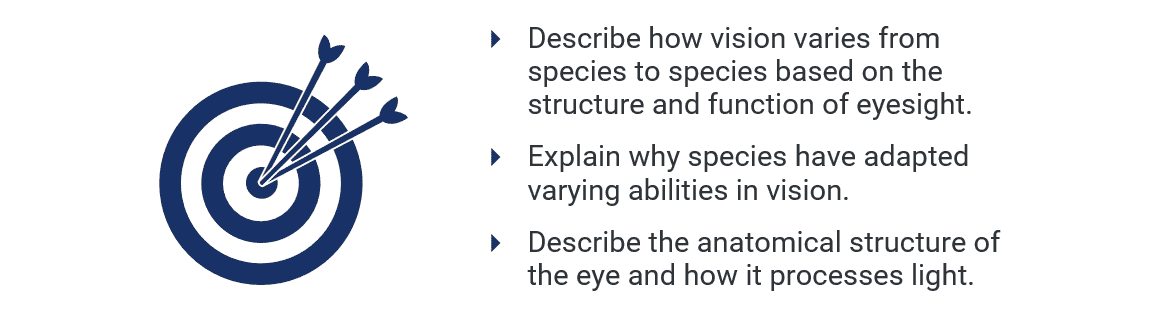 Describe how vision varies from
species to species based on the
structure and function of eyesight.
Explain why species have adapted
varying abilities in vision.
Describe the anatomical structure of
the eye and how it processes light.